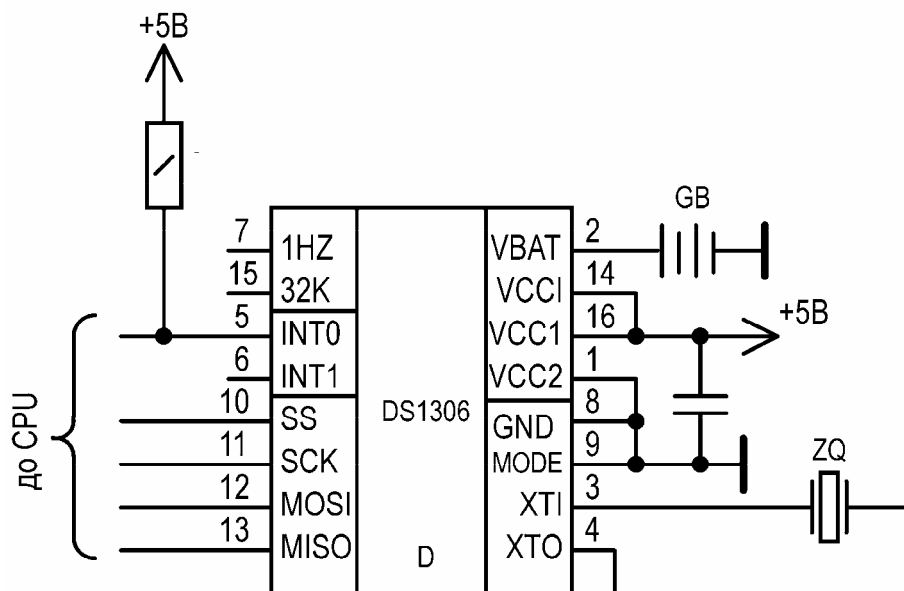 +5В
GB
7 1HZ VBAT 2
15 32K VCCI 14
5 INT0 VCC1 16
+5В
6 INT1 VCC2 1
10 SS DS1306 GND 8
11 SCK MODE 9
ZQ
12 MOSI XTI 3
13 MISO D XTO 4
до CPU